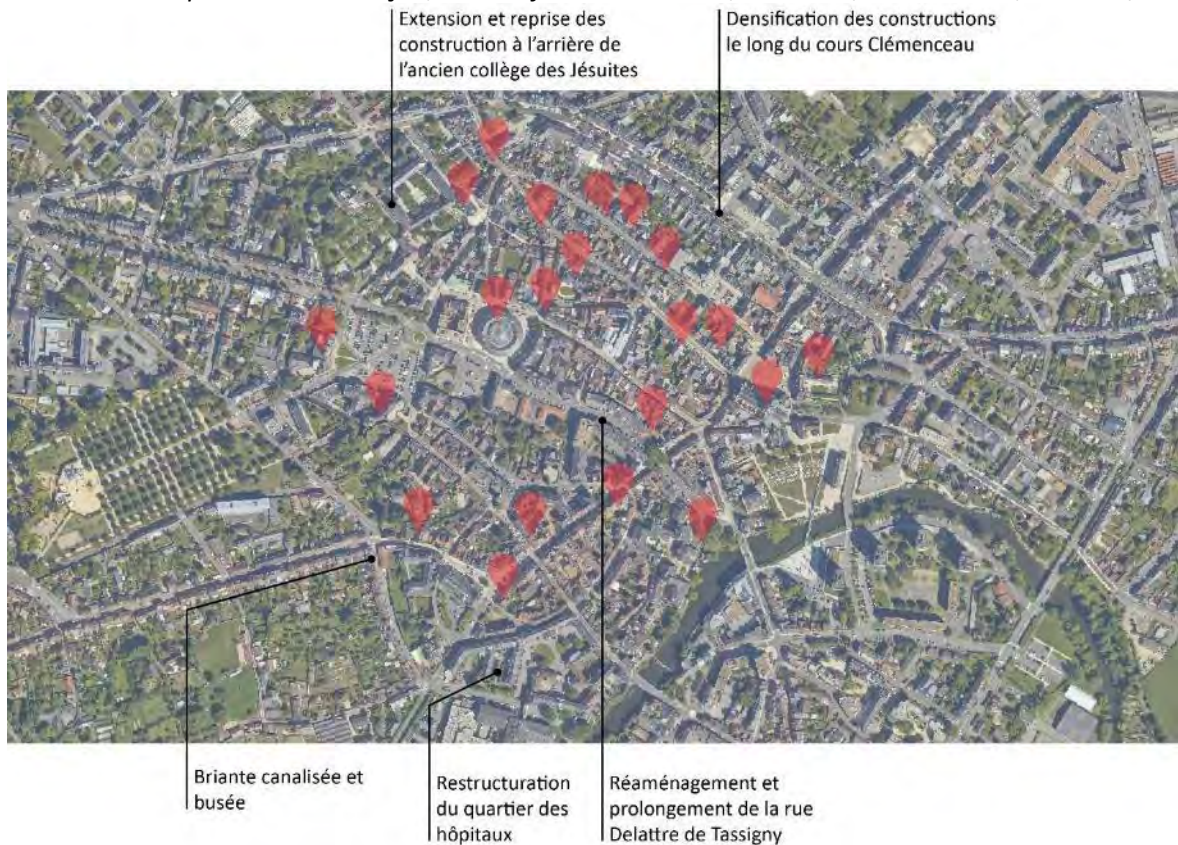 Extension et reprise des
construction à l’arrière de
l’ancien collège des Jésuites
Densification des constructions
le long du cours Clémenceau
Briante canalisée et
busée
Restructuration
du quartier des
hôpitaux
Réaménagement et
prolongement de la rue
Delattre de Tassigny